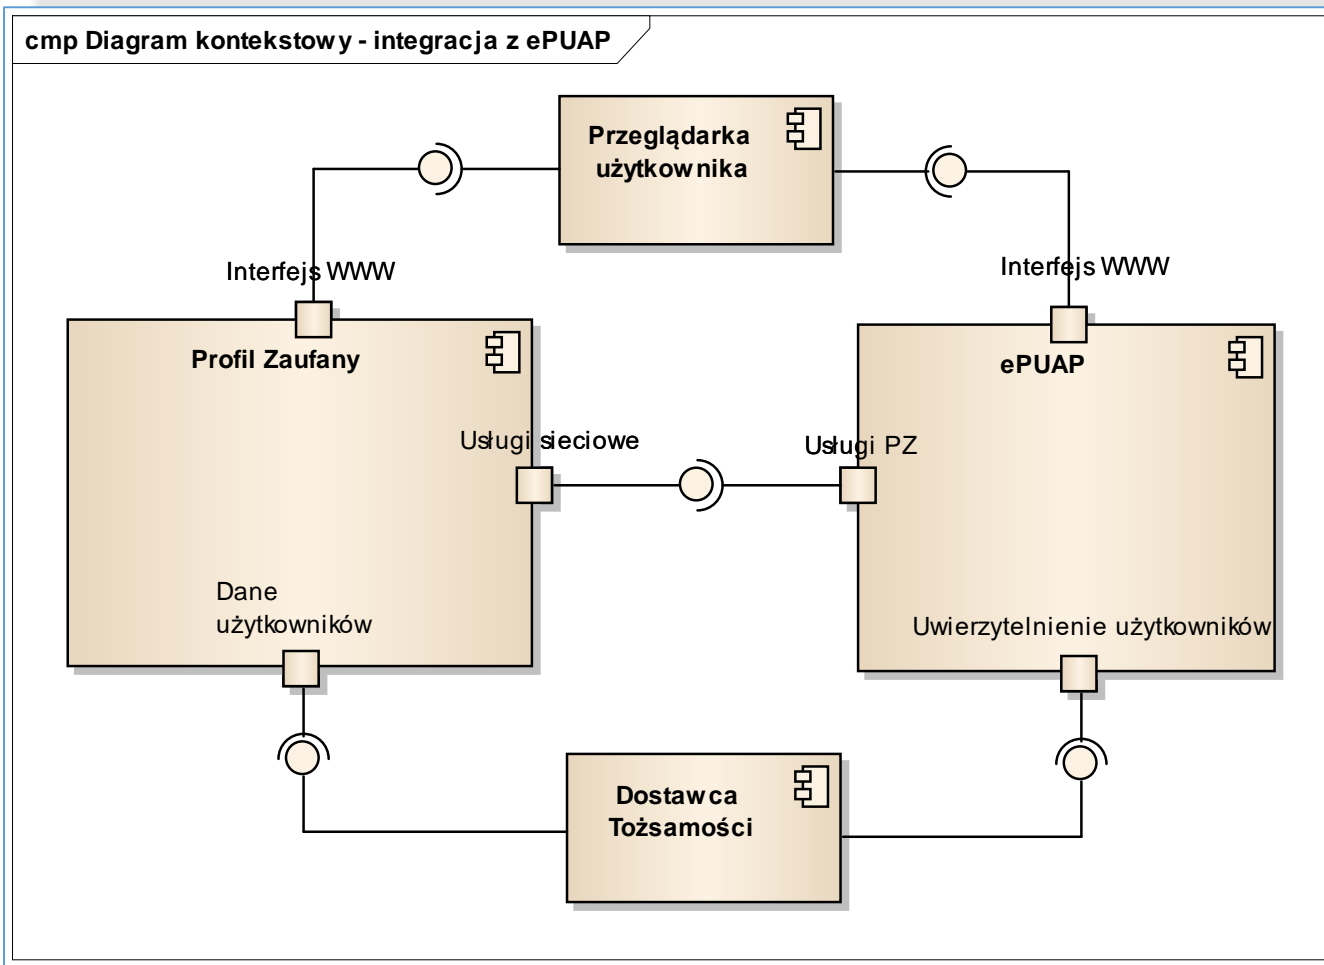 cmp Diagram kontekstowy - integracja z ePUAP
Przeglądarka
użytkownika
Interfejs WWW
Interfejs WWW
Profil Zaufany
ePUAP
Usługi sieciowe
Usługi PZ
Dane
użytkowników
Uwierzytelnienie użytkowników
Dostawca
Tożsamości